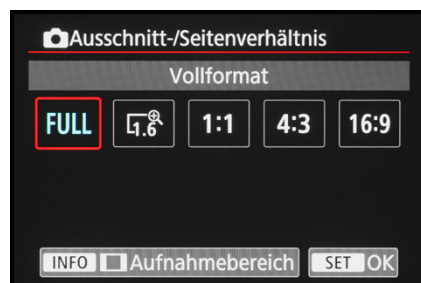 Ausschnitt-/Seitenverhältnis
Vollformat
FULL 1.6 1:1 4:3 16:9
INFO Aufnahmebereich SET OK